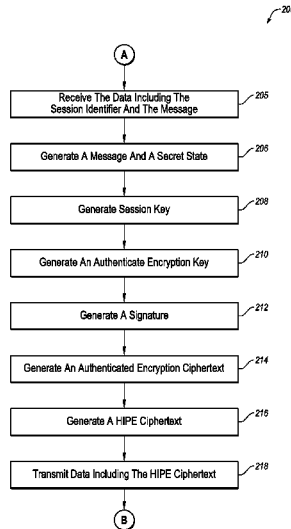 20
A
Receive The Data Including The
Session Identifier And The Message
205
Generate A Message And A Secret State
206
Generate Session Key
208
Generate An Authenticate Encryption Key
210
Generate A Signature
212
Generate An Authenticated Encryption Ciphertext
214
Generate A HIPE Ciphertext
216
Transmit Data Including The HIPE Ciphertext
218
B